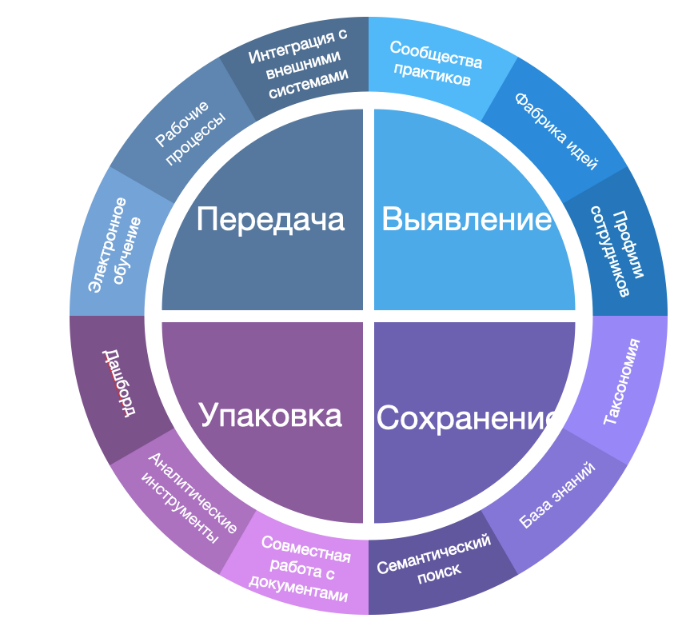 Интеграция с
внешними
системами
Сообщества
практиков
Фабрика идей
Профили
сотрудников
Таксономия
База знаний
Семантический
поиск
Совместная
работа с
документами
Аналитические
инструменты
Дашборд
Электронное
обучение
Рабочие
процессы
Передача
Выявление
Упаковка
Сохранение